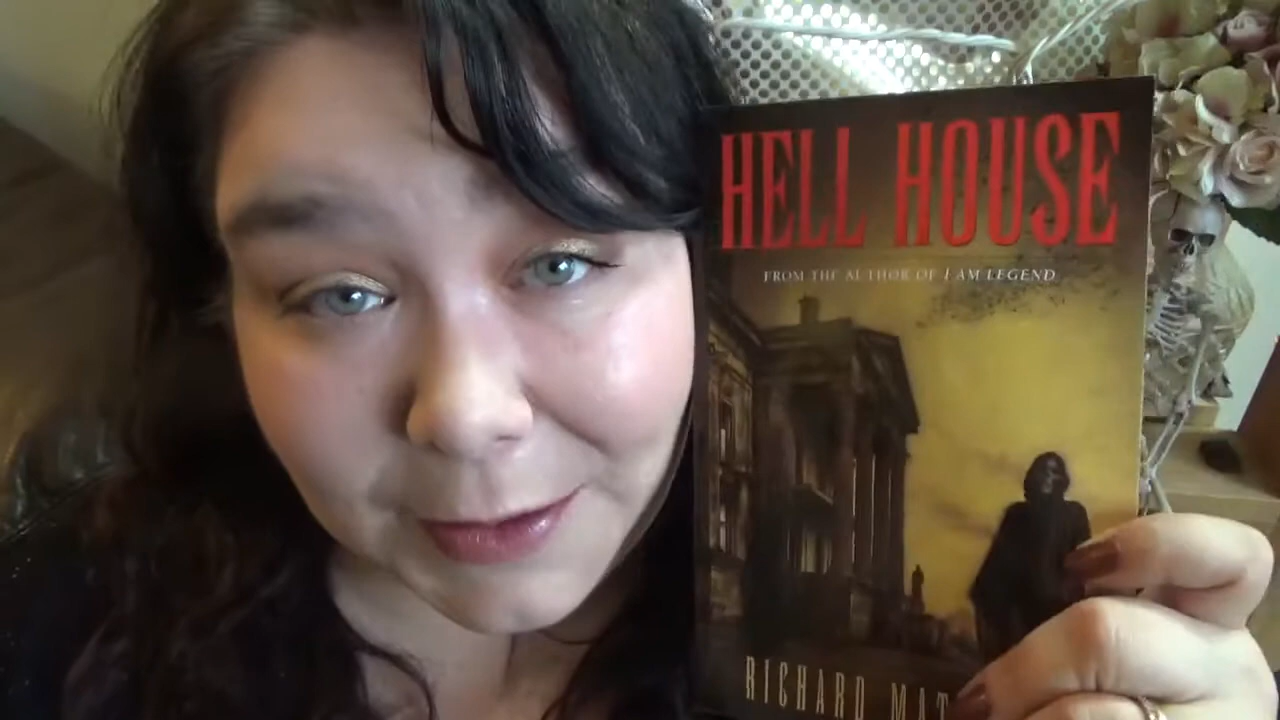 HELL HOUSE
FROM THE AUTHOR OF I AM LEGEND
RICHARD MAT